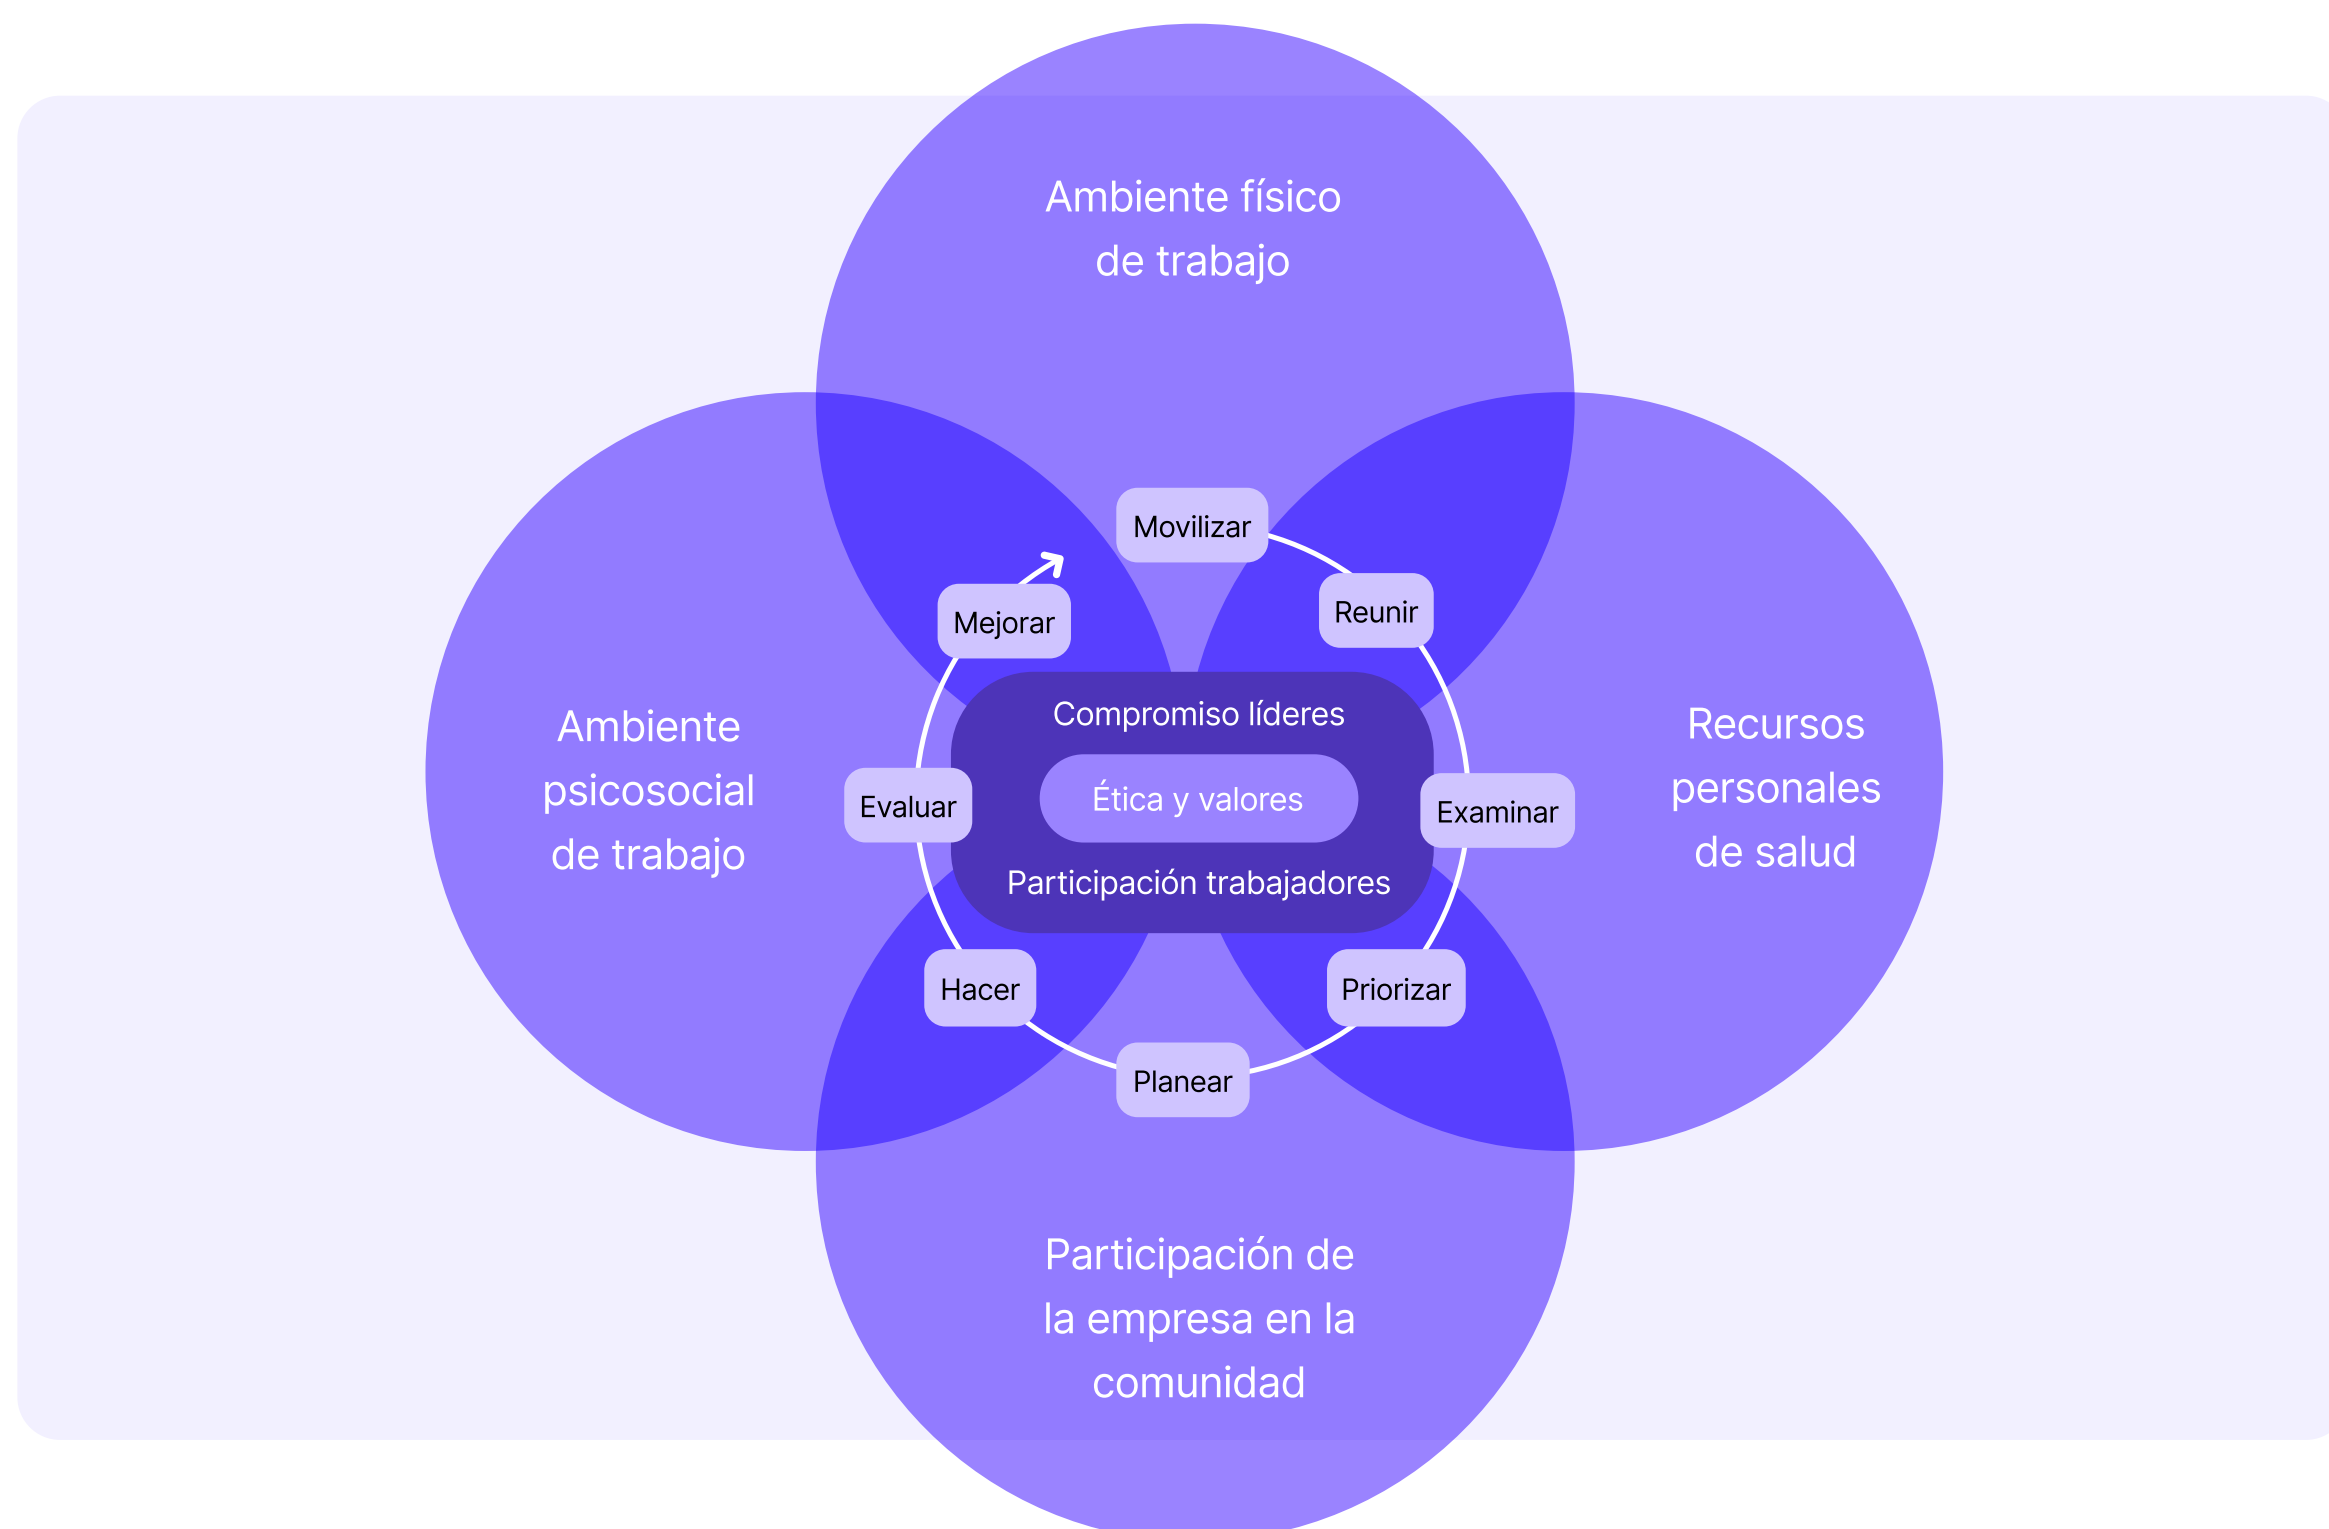 Ambiente físico
de trabajo
Movilizar
Mejorar
Reunir
Ambiente
psicosocial
de trabajo
Compromiso líderes
Ética y valores
Participación trabajadores
Evaluar
Examinar
Recursos
personales
de salud
Hacer
Priorizar
Planear
Participación de
la empresa en la
comunidad